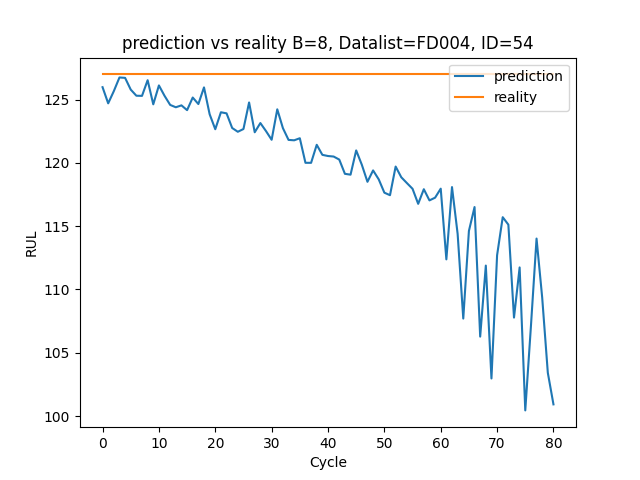 prediction vs reality B=8, Datalist=FD004, ID=54
prediction
reality
RUL
125
120
115
110
105
100
0 10 20 30 40 50 60 70 80
Cycle